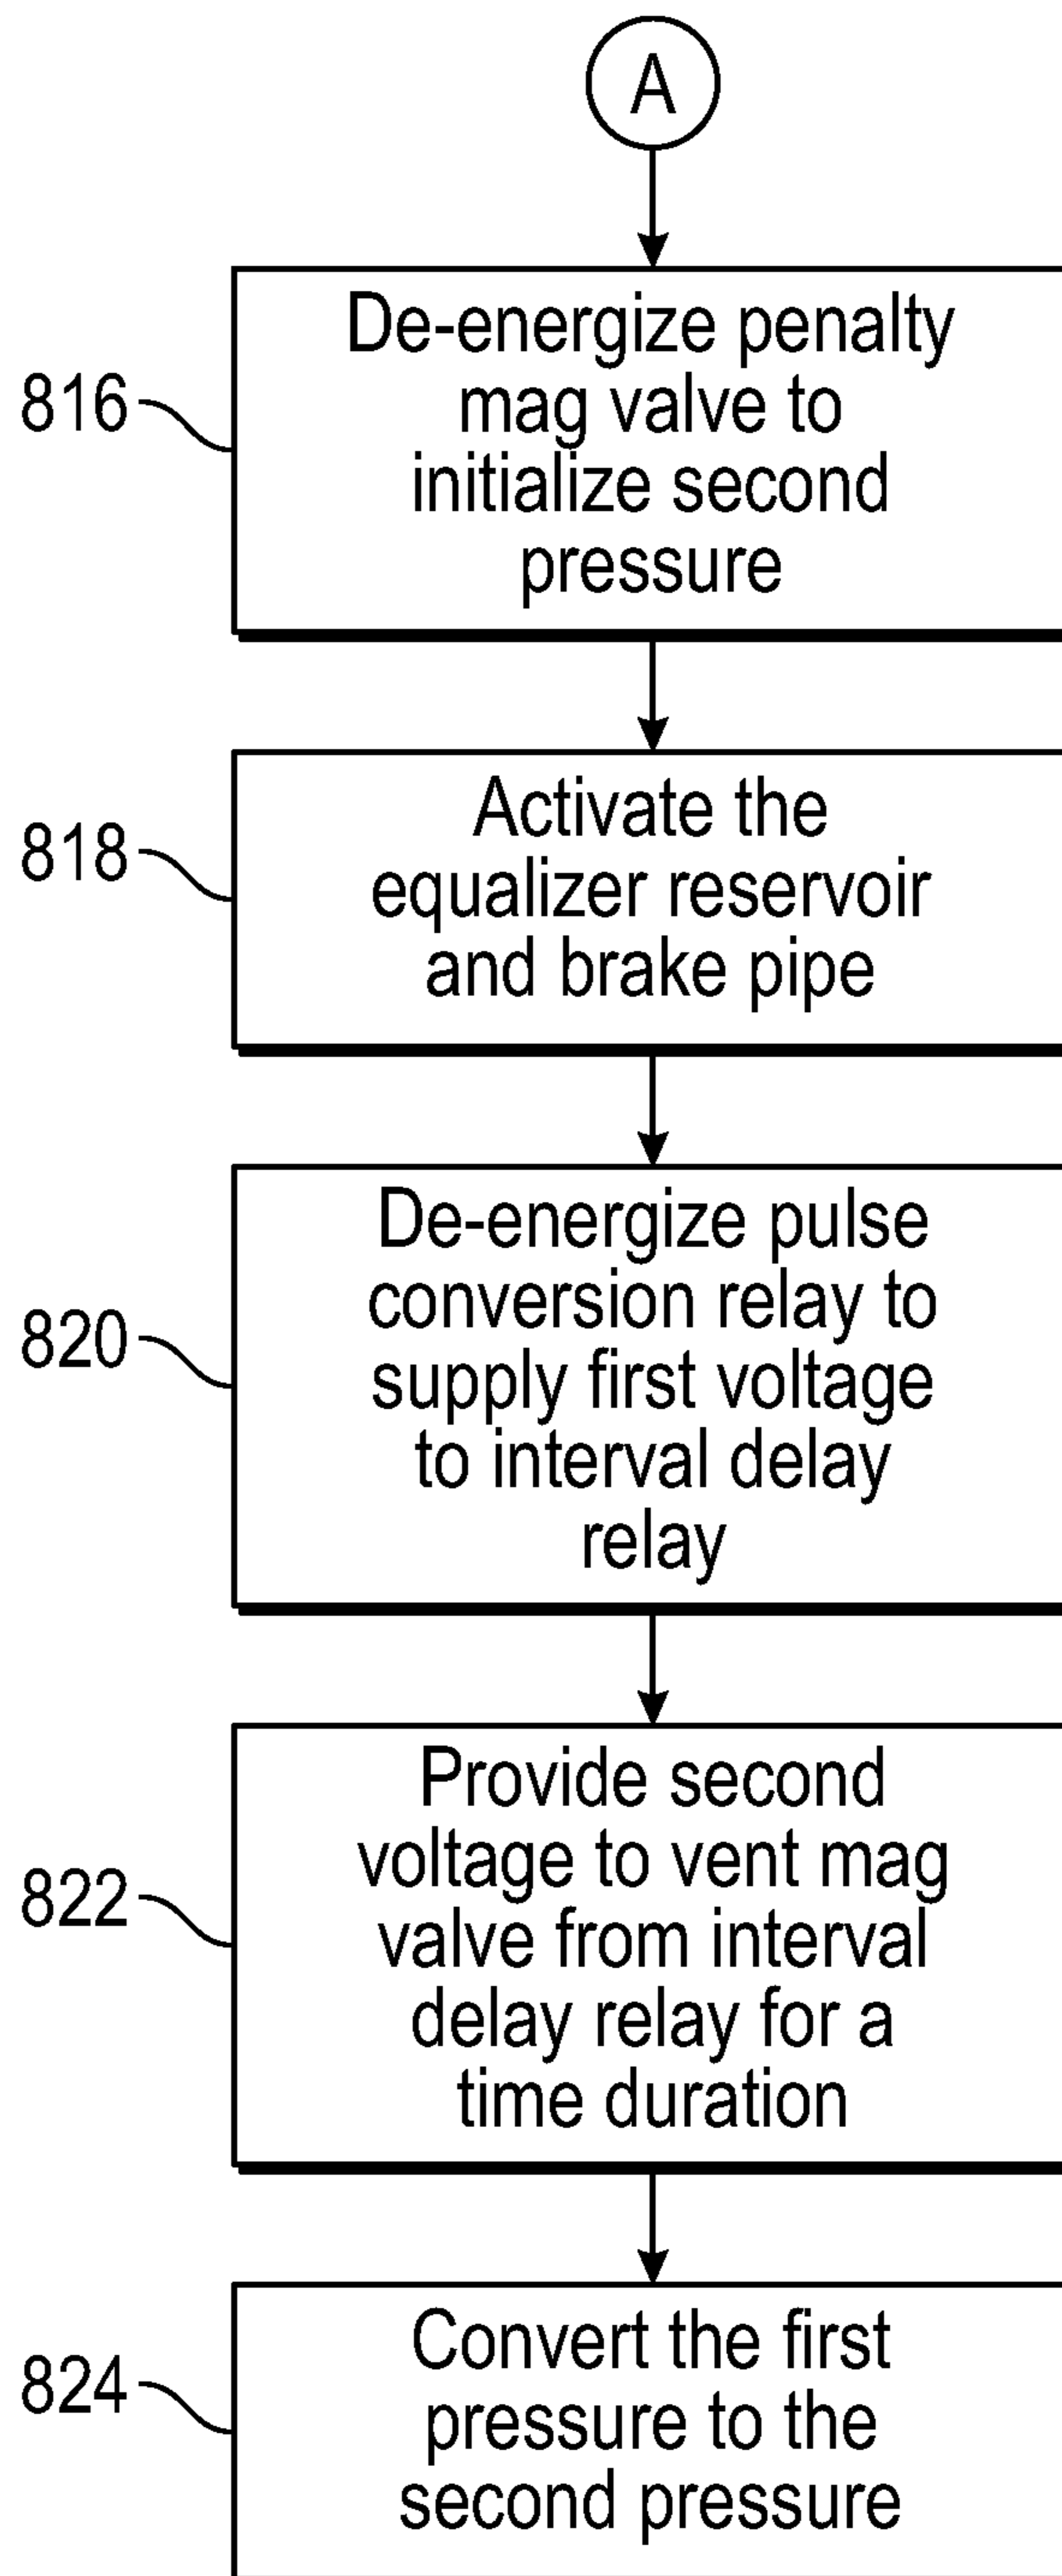 A
De-energize penalty
mag valve to
initialize second
pressure
816
Activate the
equalizer reservoir
and brake pipe
818
De-energize pulse
conversion relay to
supply first voltage
to interval delay
relay
820
Provide second
voltage to vent mag
valve from interval
delay relay for a
time duration
822
Convert the first
pressure to the
second pressure
824